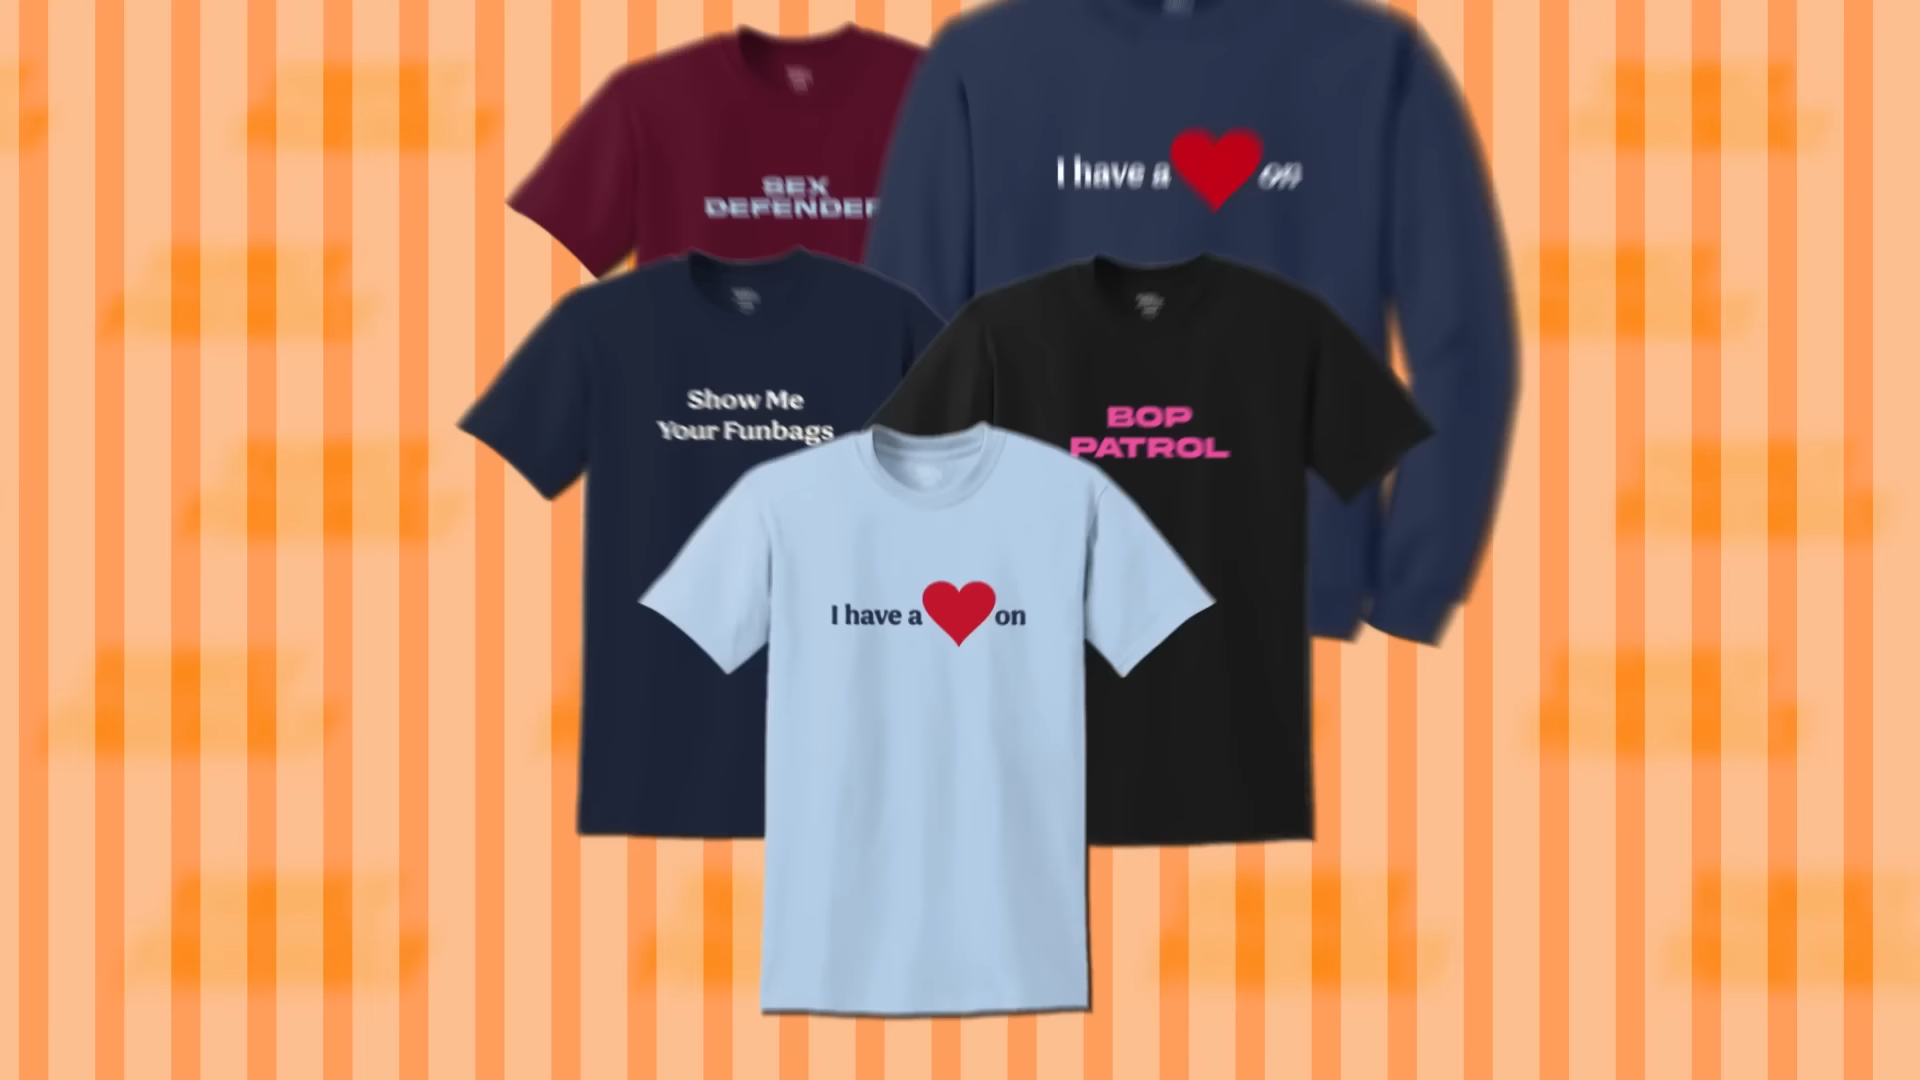 SEX
DEFENDER
I have a ❤ on
Show Me
Your Funbags
BOP
PATROL
I have a ❤ on